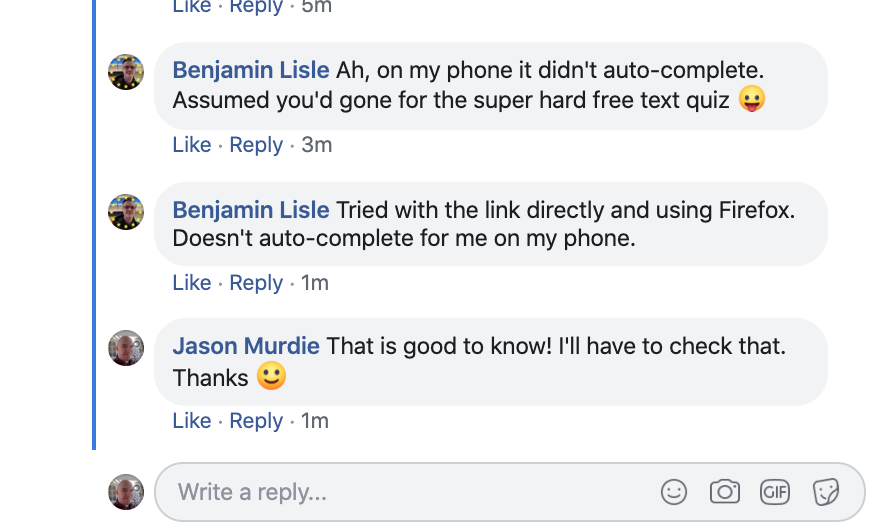 Like · Reply · 5m
Benjamin Lisle Ah, on my phone it didn't auto-complete.
Assumed you'd gone for the super hard free text quiz 😛
Like · Reply · 3m
Benjamin Lisle Tried with the link directly and using Firefox.
Doesn't auto-complete for me on my phone.
Like · Reply · 1m
Jason Murdie That is good to know! I'll have to check that.
Thanks 🙂
Like · Reply · 1m
Write a reply...
GIF